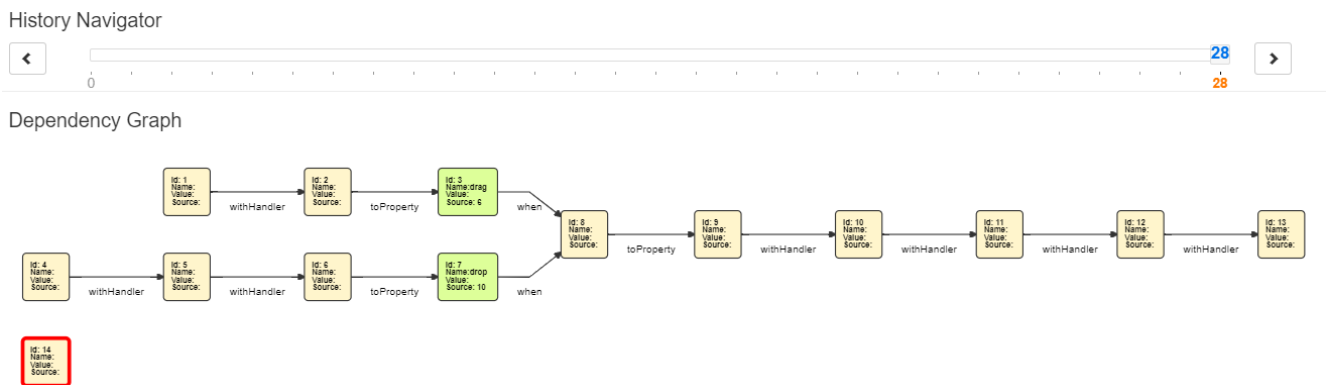 History Navigator
28
0
28
Dependency Graph
Id: 1
Name:
Value:
Source:
withHandler
Id: 2
Name:
Value:
Source:
toProperty
Id: 3
Name:drag
Value:
Source: 6
when
Id: 8
Name:
Value:
Source:
toProperty
Id: 9
Name:
Value:
Source:
withHandler
Id: 10
Name:
Value:
Source:
withHandler
Id: 11
Name:
Value:
Source:
withHandler
Id: 12
Name:
Value:
Source:
withHandler
Id: 13
Name:
Value:
Source:
Id: 4
Name:
Value:
Source:
withHandler
Id: 5
Name:
Value:
Source:
withHandler
Id: 6
Name:
Value:
Source:
toProperty
Id: 7
Name:drop
Value:
Source: 10
when
Id: 14
Name:
Value:
Source: